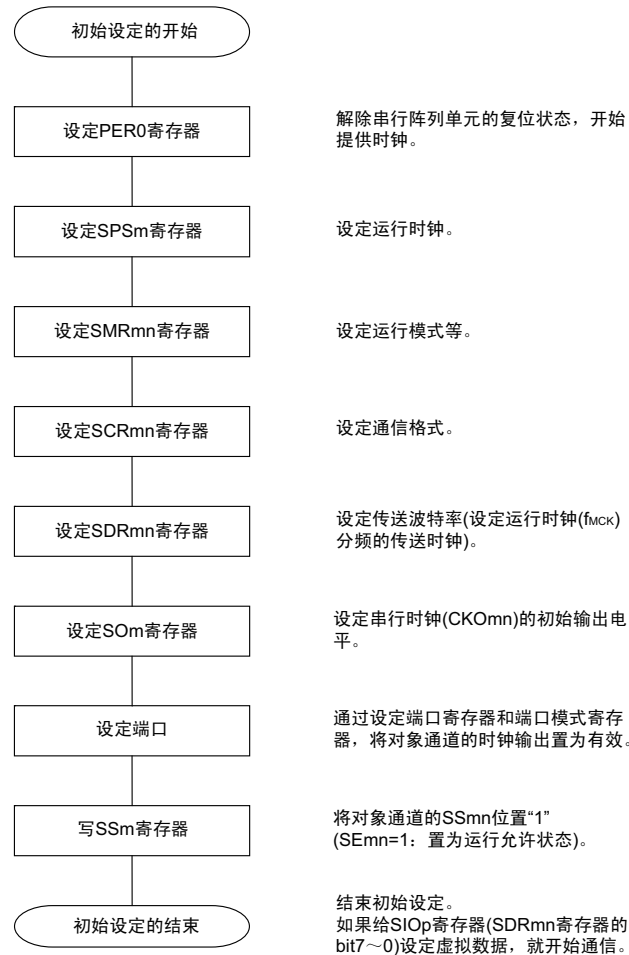 初始设定的开始
设定PER0寄存器
解除串行阵列单元的复位状态，开始
提供时钟。
设定SPSm寄存器
设定运行时钟。
设定SMRmn寄存器
设定运行模式等。
设定SCRmn寄存器
设定通信格式。
设定SDRmn寄存器
设定传送波特率(设定运行时钟(fMCK)
分频的传送时钟)。
设定SOm寄存器
设定串行时钟(CKOmn)的初始输出电
平。
设定端口
通过设定端口寄存器和端口模式寄存
器，将对象通道的时钟输出置为有效。
写SSm寄存器
将对象通道的SSmn位置“1”
(SEmn=1：置为运行允许状态)。
初始设定的结束
结束初始设定。
如果给SIOp寄存器(SDRmn寄存器的
bit7～0)设定虚拟数据，就开始通信。